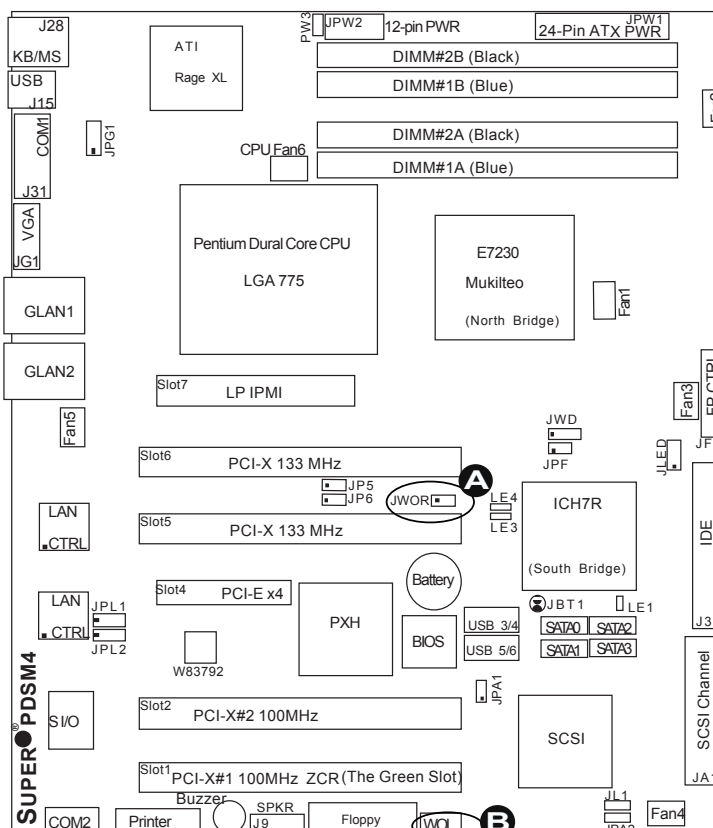 J28
KB/MS
USB
J15
COM1
J31
VGA
JG1
GLAN1
GLAN2
Fan5
LAN
CTRL
LAN
CTRL
JPL1
JPL2
S I/O
SUPER® PDSM4
COM2
Printer
JPG1
ATI
Rage XL
PW3
JPW2
12-pin PWR
JPW1
24-Pin ATX PWR
DIMM#2B (Black)
DIMM#1B (Blue)
DIMM#2A (Black)
DIMM#1A (Blue)
CPU Fan6
Pentium Dural Core CPU
LGA 775
E7230
Mukilteo
(North Bridge)
Fan1
Slot7
LP IPMI
Fan3
FP CTRL
JF
JWD
JPF
JLED
Slot6
PCI-X 133 MHz
JP5
JP6
JWOR
A
LE4
LE3
ICH7R
(South Bridge)
IDE
J3
Slot5
PCI-X 133 MHz
Battery
Slot4
PCI-E x4
PXH
BIOS
USB 3/4
USB 5/6
JBT1
LE1
SATA0
SATA2
SATA1
SATA3
W83792
JPA1
SCSI Channel
JA1
Slot2
PCI-X#2 100MHz
SCSI
Slot1
PCI-X#1 100MHz ZCR (The Green Slot)
Buzzer
SPKR
J9
Floppy
WOL
B
JL1
JPA2
Fan4